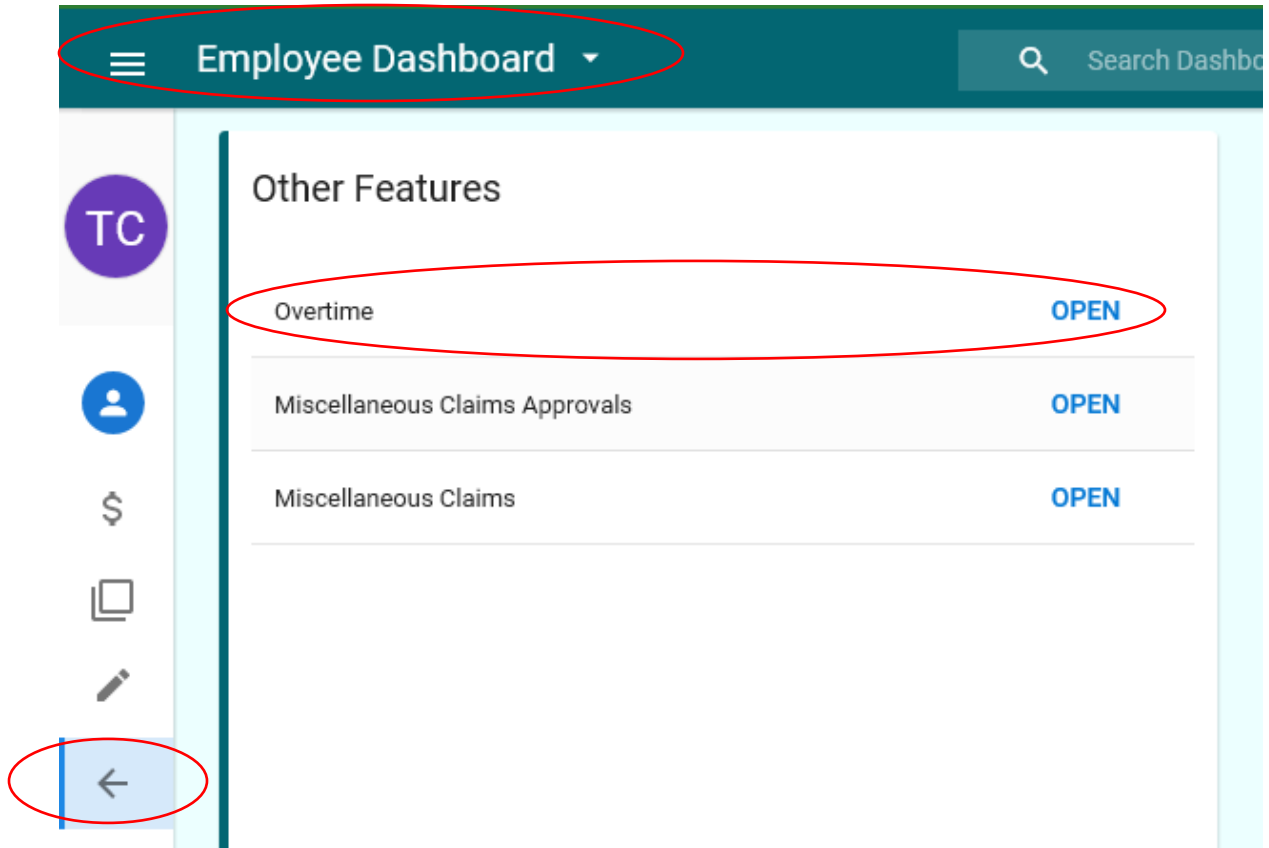 Employee Dashboard
Search Dashbo
TC
Other Features
Overtime OPEN
Miscellaneous Claims Approvals OPEN
Miscellaneous Claims OPEN